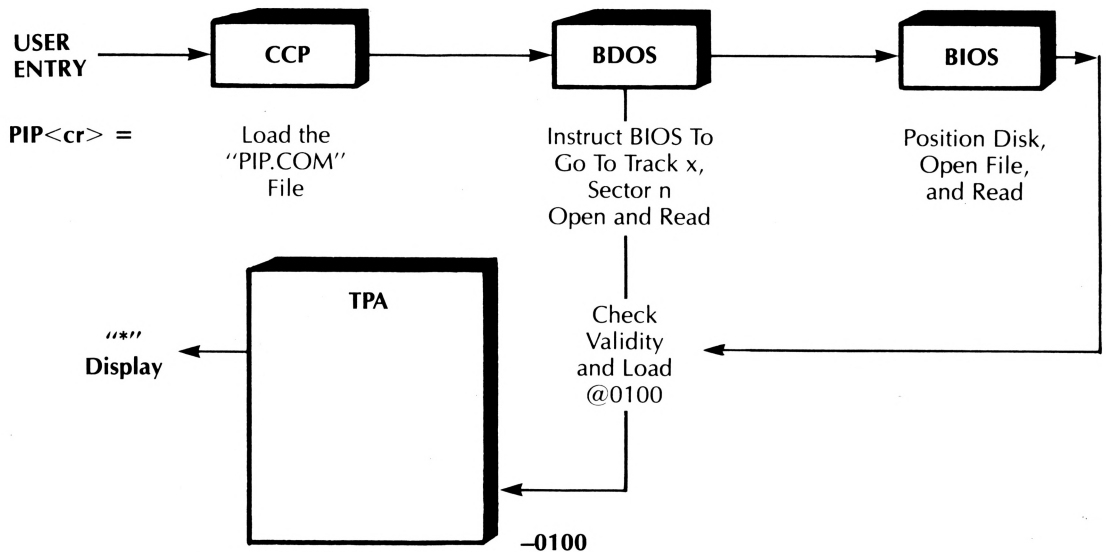 USER
ENTRY
CCP
BDOS
BIOS
PIP<cr> =
Load the
“PIP.COM”
File
Instruct BIOS To
Go To Track x,
Sector n
Open and Read
Position Disk,
Open File,
and Read
TPA
“*”
Display
Check
Validity
and Load
@0100
–0100